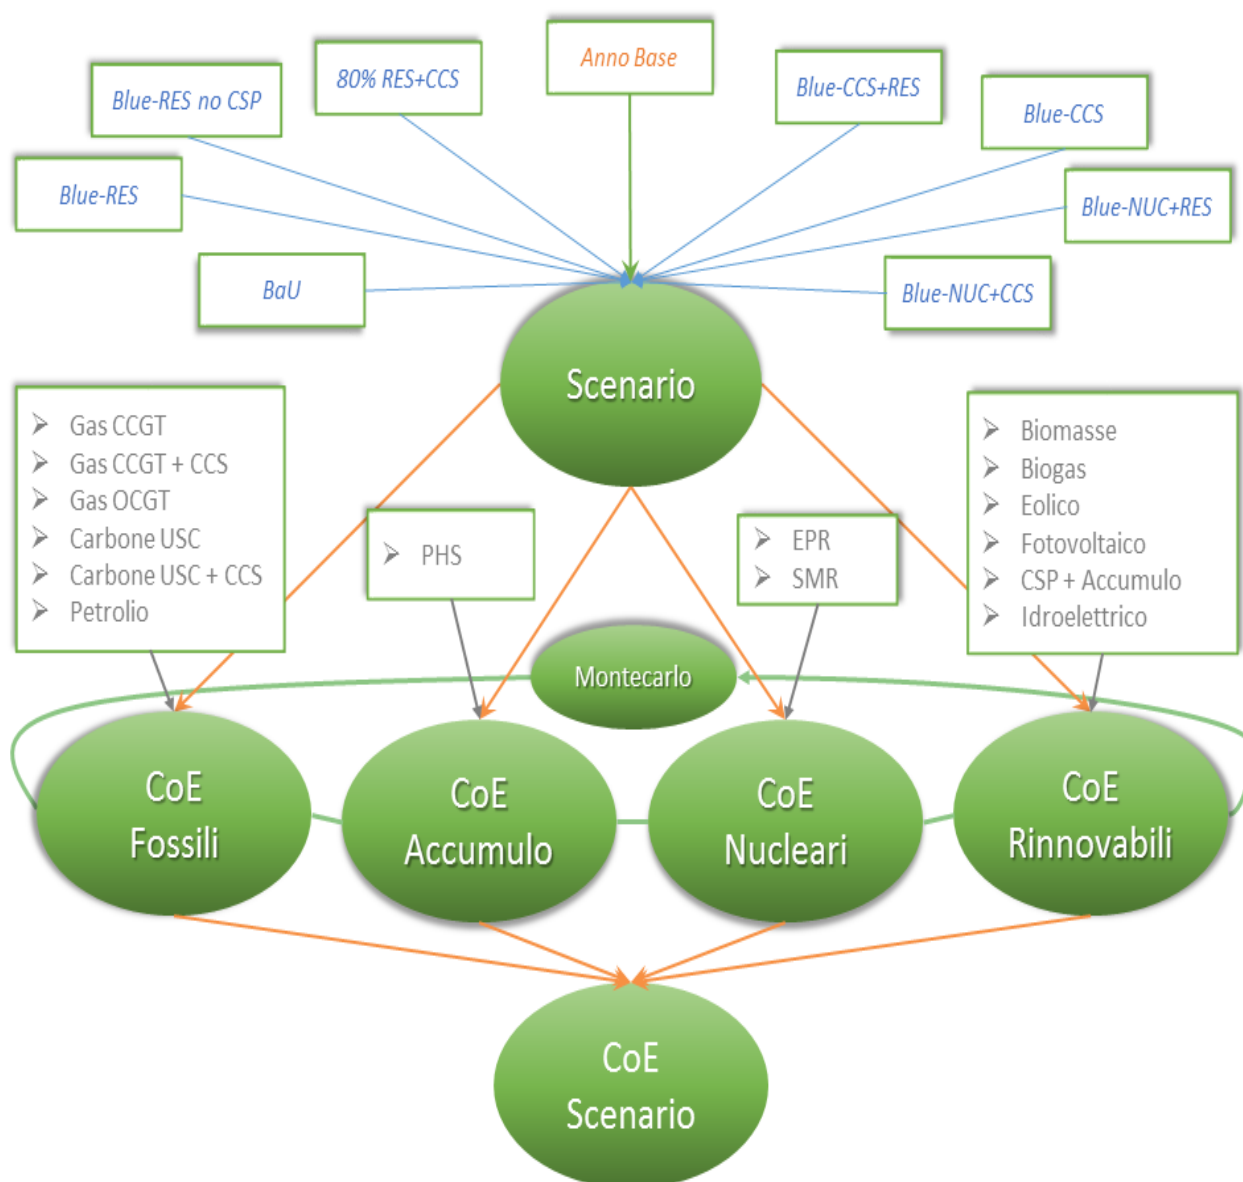 Anno Base
80% RES+CCS
Blue-CCS+RES
Blue-RES no CSP
Blue-CCS
Blue-RES
Blue-NUC+RES
BaU
Blue-NUC+CCS
Scenario
Gas CCGT
Gas CCGT + CCS
Gas OCGT
Carbone USC
Carbone USC + CCS
Petrolio
PHS
EPR
SMR
Biomasse
Biogas
Eolico
Fotovoltaico
CSP + Accumulo
Idroelettrico
Montecarlo
CoE
Fossili
CoE
Accumulo
CoE
Nucleari
CoE
Rinnovabili
CoE
Scenario